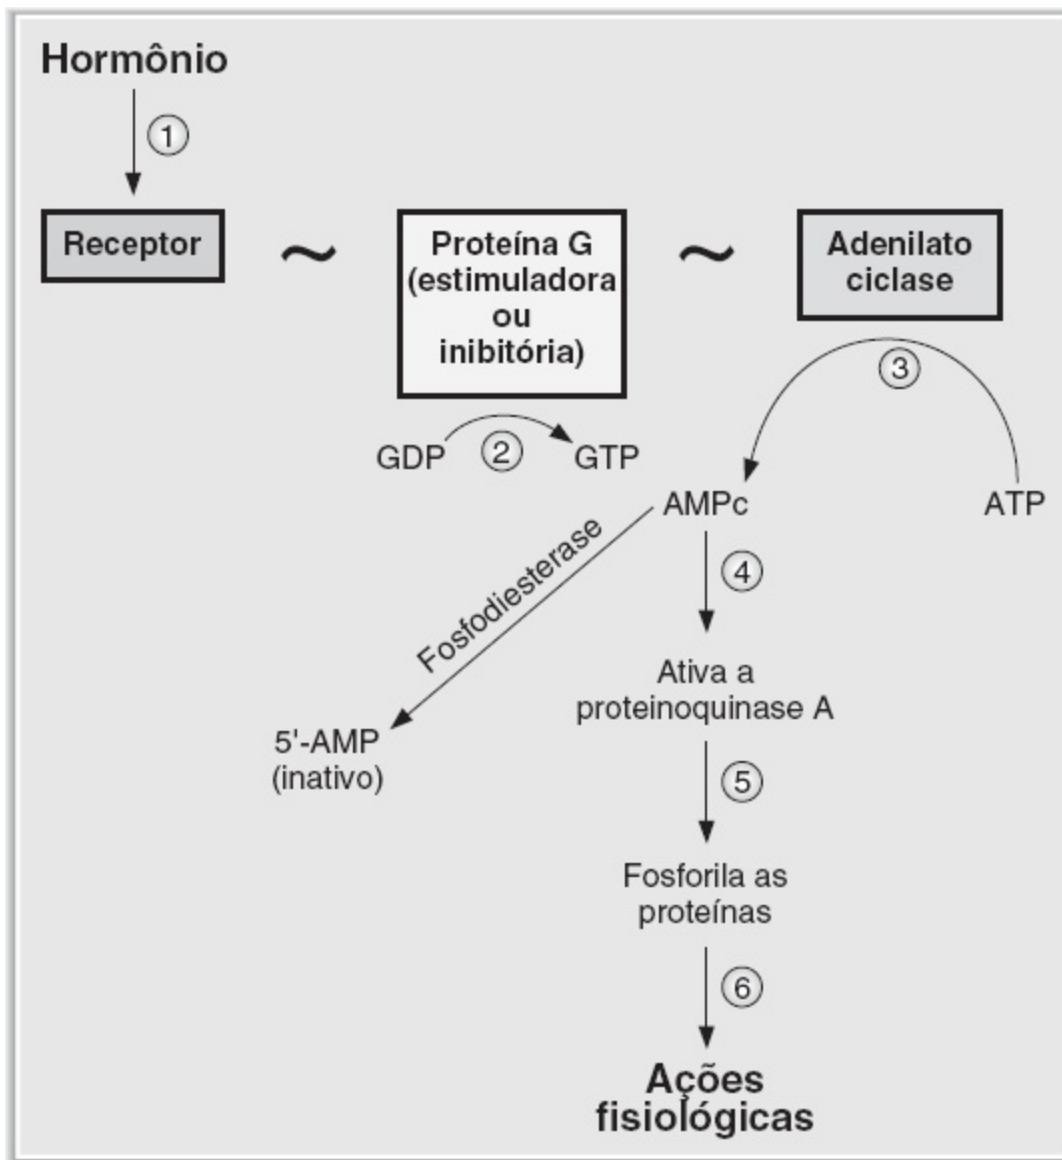 Hormônio
1
Receptor
~
Proteína G
(estimuladora
ou
inibitória)
~
Adenilato
ciclase
3
GDP
2
GTP
AMPc
ATP
Fosfodiesterase
4
Ativa a
proteinoquinase A
5'-AMP
(inativo)
5
Fosforila as
proteínas
6
Ações
fisiológicas